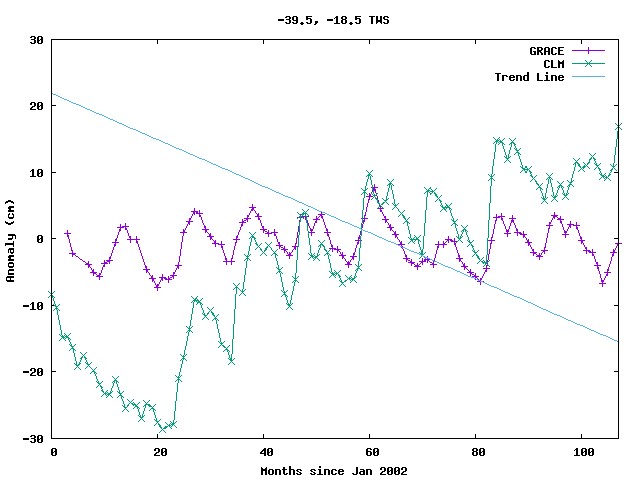 -39.5, -18.5 TWS
GRACE
CLM
Trend Line
30
20
10
0
-10
-20
-30
Anomaly (cm)
0 20 40 60 80 100
Months since Jan 2002